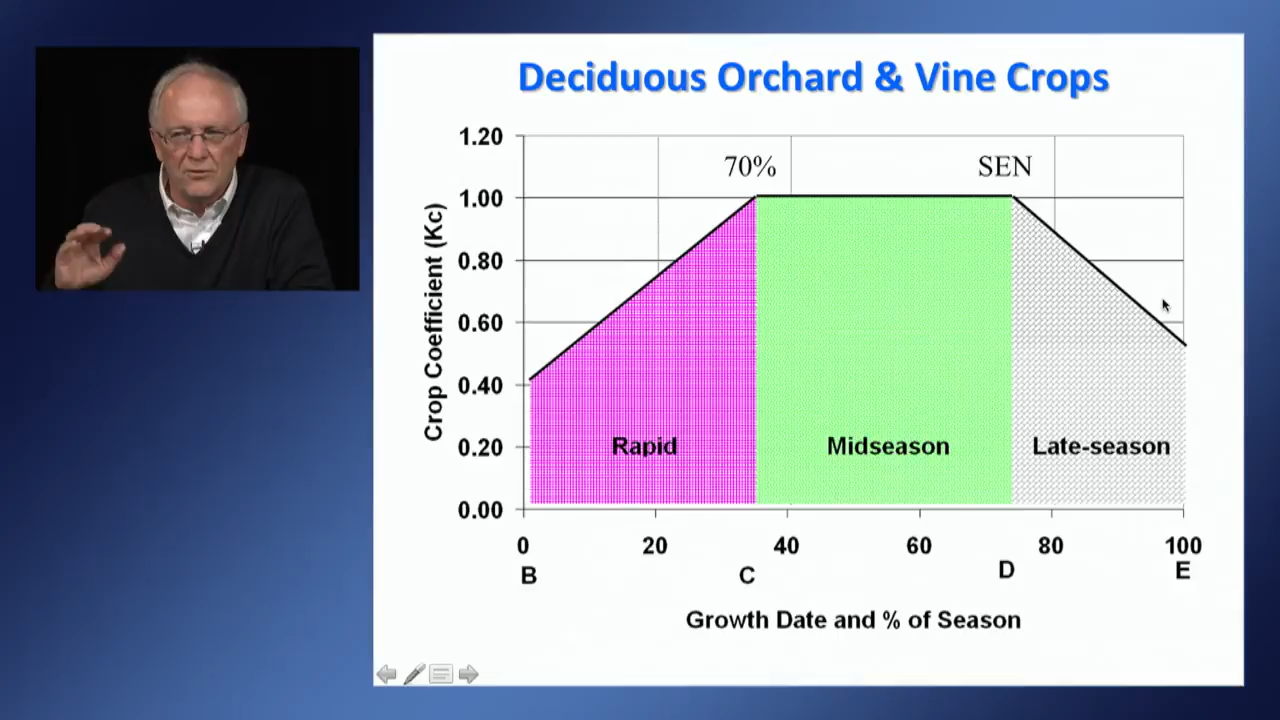 Deciduous Orchard & Vine Crops
1.20
70%
SEN
1.00
0.80
0.60
0.40
0.20
0.00
Crop Coefficient (Kc)
Rapid
Midseason
Late-season
0 20 40 60 80 100
B C D E
Growth Date and % of Season